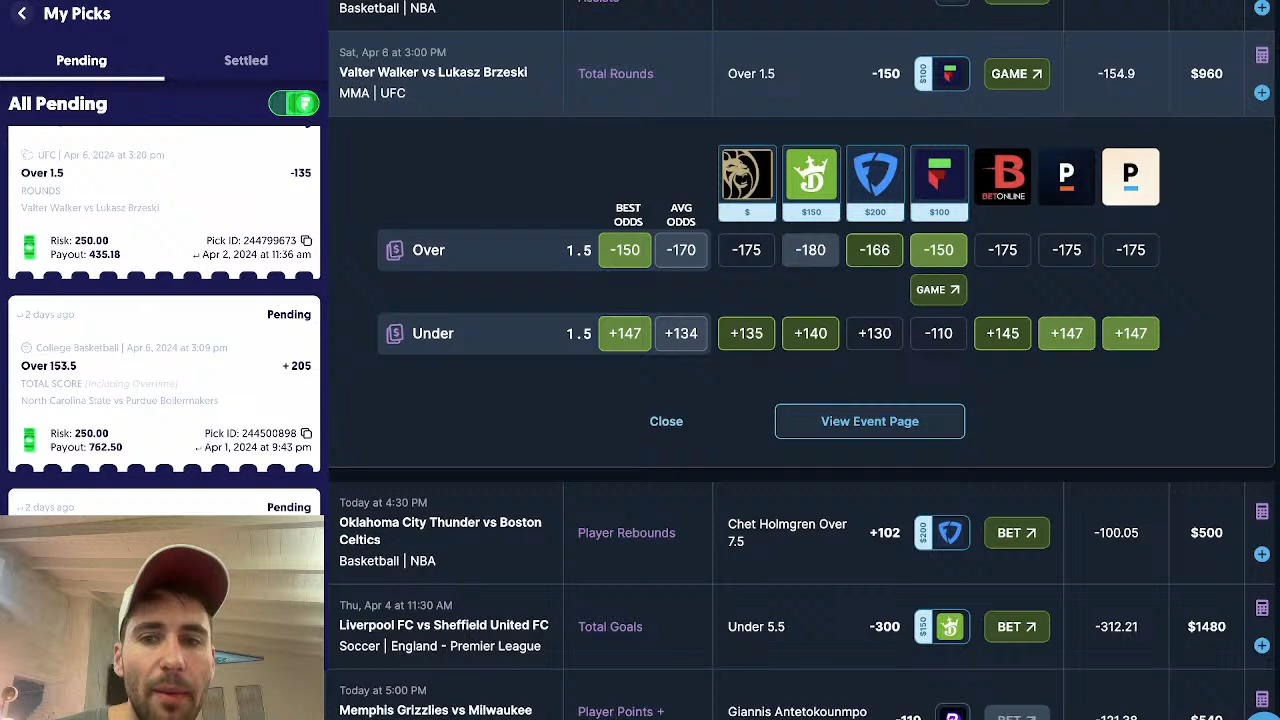 My Picks
Pending
Settled
All Pending
UFC | Apr 6, 2024 at 3:20 pm
Over 1.5
-135
ROUNDS
Valter Walker vs Lukasz Brzeski
Risk: 250.00
Pick ID: 244799673
Payout: 435.18
Apr 2, 2024 at 11:36 am
2 days ago
Pending
College Basketball | Apr 6, 2024 at 3:09 pm
Over 153.5
+205
TOTAL SCORE (Including Overtime)
North Carolina State vs Purdue Boilermakers
Risk: 250.00
Pick ID: 244500898
Payout: 762.50
Apr 1, 2024 at 9:43 pm
2 days ago
Pending
Basketball | NBA
Assists
Sat, Apr 6 at 3:00 PM
Valter Walker vs Lukasz Brzeski
MMA | UFC
Total Rounds
Over 1.5
-150
$100
GAME
-154.9
$960
BETONLINE
$
$150
$200
$100
BEST ODDS
AVG ODDS
Over
1.5
-150
-170
-175
-180
-166
-150
-175
-175
-175
GAME
Under
1.5
+147
+134
+135
+140
+130
-110
+145
+147
+147
Close
View Event Page
Today at 4:30 PM
Oklahoma City Thunder vs Boston
Celtics
Basketball | NBA
Player Rebounds
Chet Holmgren Over
7.5
+102
$200
BET
-100.05
$500
Thu, Apr 4 at 11:30 AM
Liverpool FC vs Sheffield United FC
Soccer | England - Premier League
Total Goals
Under 5.5
-300
$150
BET
-312.21
$1480
Today at 5:00 PM
Memphis Grizzlies vs Milwaukee
Player Points +
Giannis Antetokounmpo
-110
BET
-121.38
$540